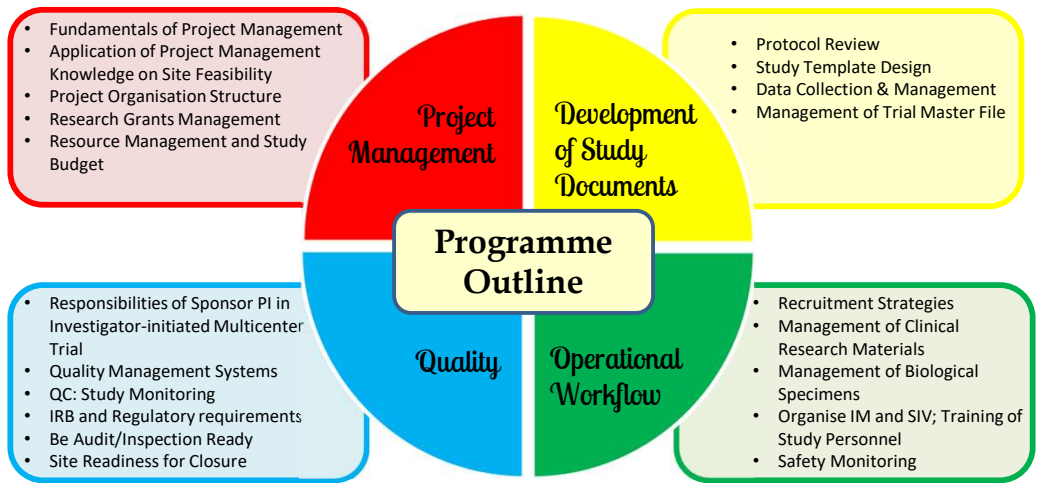 • Fundamentals of Project Management
• Application of Project Management
Knowledge on Site Feasibility
• Project Organisation Structure
• Research Grants Management
• Resource Management and Study
Budget
Project
Management
Development
of Study
Documents
• Protocol Review
• Study Template Design
• Data Collection & Management
• Management of Trial Master File
Programme
Outline
• Responsibilities of Sponsor PI in
Investigator-initiated Multicenter
Trial
• Quality Management Systems
• QC: Study Monitoring
• IRB and Regulatory requirements
• Be Audit/Inspection Ready
• Site Readiness for Closure
Quality
Operational
Workflow
• Recruitment Strategies
• Management of Clinical
Research Materials
• Management of Biological
Specimens
• Organise IM and SIV; Training of
Study Personnel
• Safety Monitoring